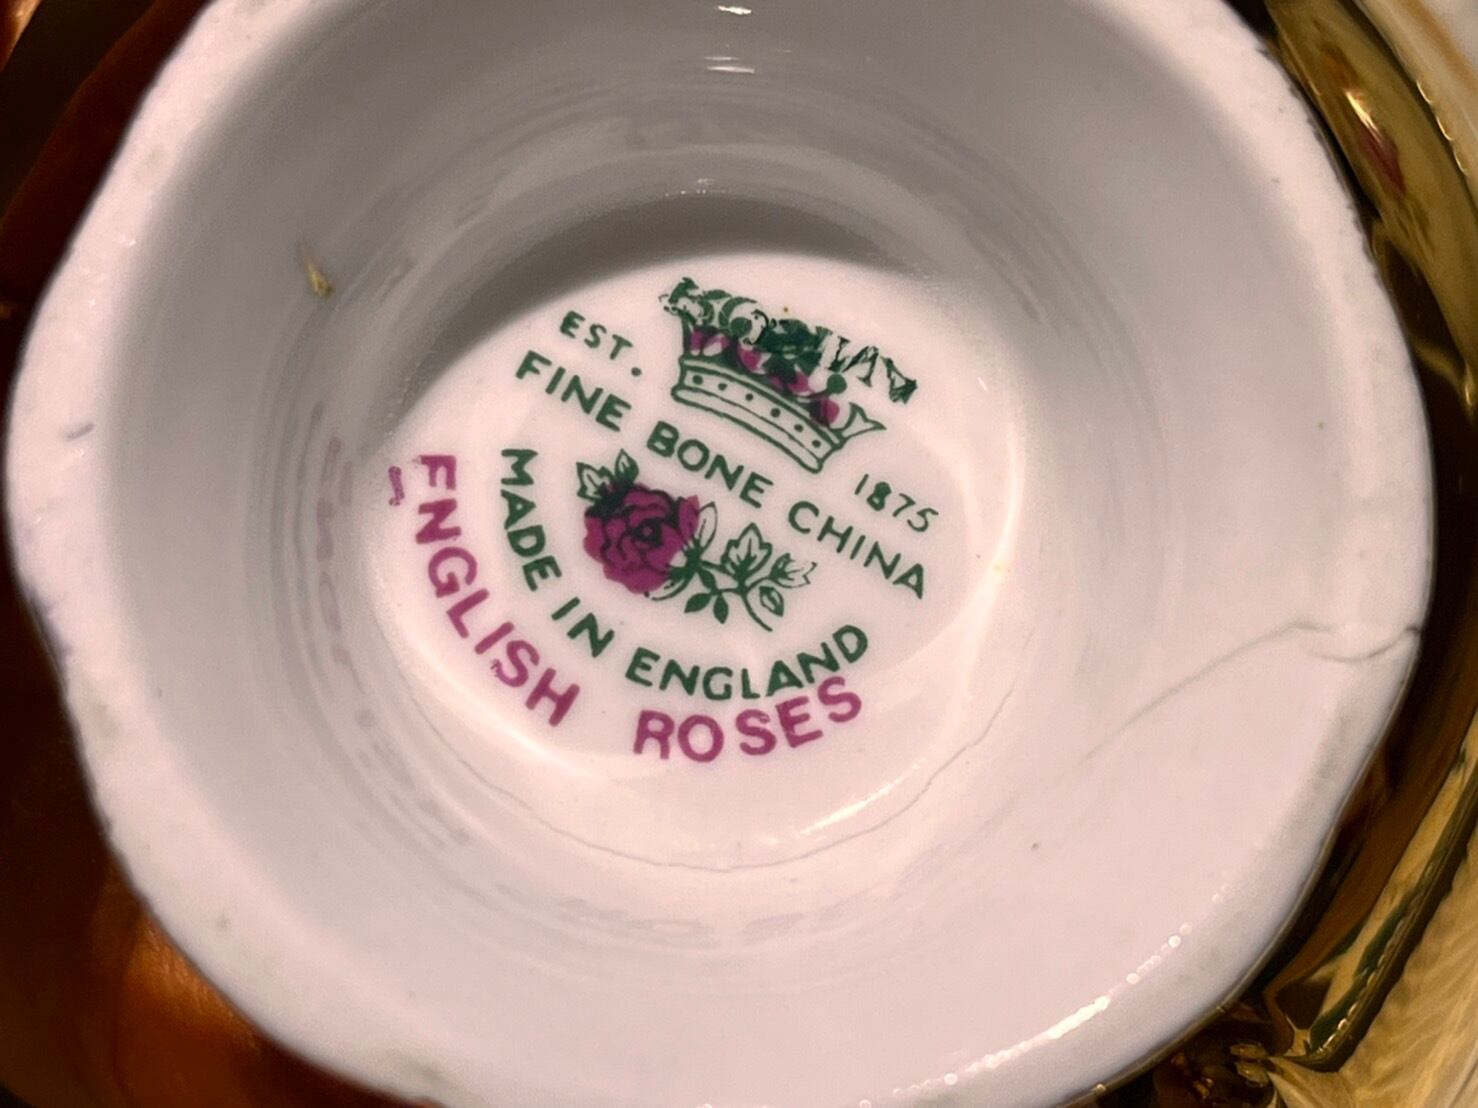 EST. 1875
FINE BONE CHINA
MADE IN ENGLAND
ENGLISH ROSES